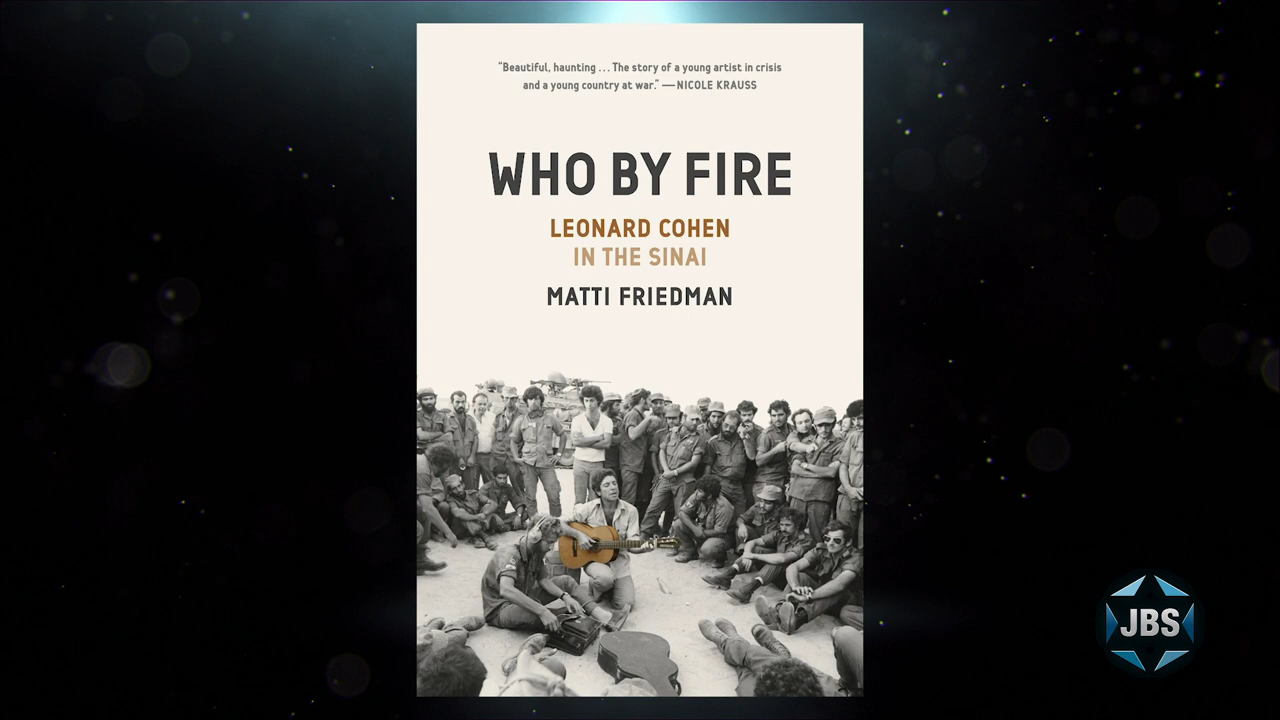 "Beautiful, haunting ... The story of a young artist in crisis
and a young country at war." —NICOLE KRAUSS
WHO BY FIRE
LEONARD COHEN
IN THE SINAI
MATTI FRIEDMAN
JBS